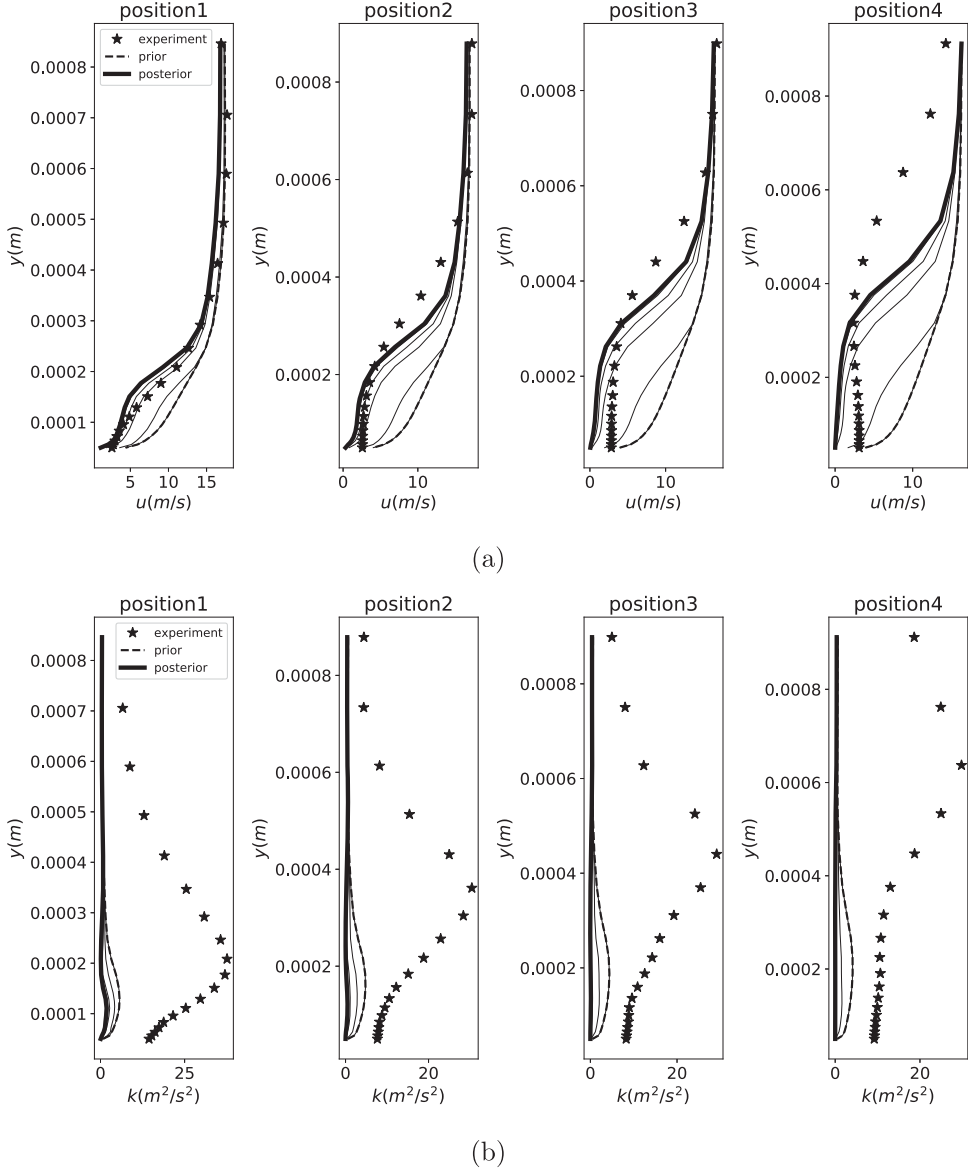 position1
position2
position3
position4
experiment
prior
posterior
0.0008
0.0007
0.0006
0.0005
0.0004
0.0003
0.0002
0.0001
y(m)
5 10 15
u(m/s)
0.0008
0.0006
0.0004
0.0002
y(m)
0 10
u(m/s)
0.0008
0.0006
0.0004
0.0002
y(m)
0 10
u(m/s)
0.0008
0.0006
0.0004
0.0002
y(m)
0 10
u(m/s)
(a)
position1
position2
position3
position4
experiment
prior
posterior
0.0008
0.0007
0.0006
0.0005
0.0004
0.0003
0.0002
0.0001
y(m)
0 25
k(m²/s²)
0.0008
0.0006
0.0004
0.0002
y(m)
0 20
k(m²/s²)
0.0008
0.0006
0.0004
0.0002
y(m)
0 20
k(m²/s²)
0.0008
0.0006
0.0004
0.0002
y(m)
0 20
k(m²/s²)
(b)